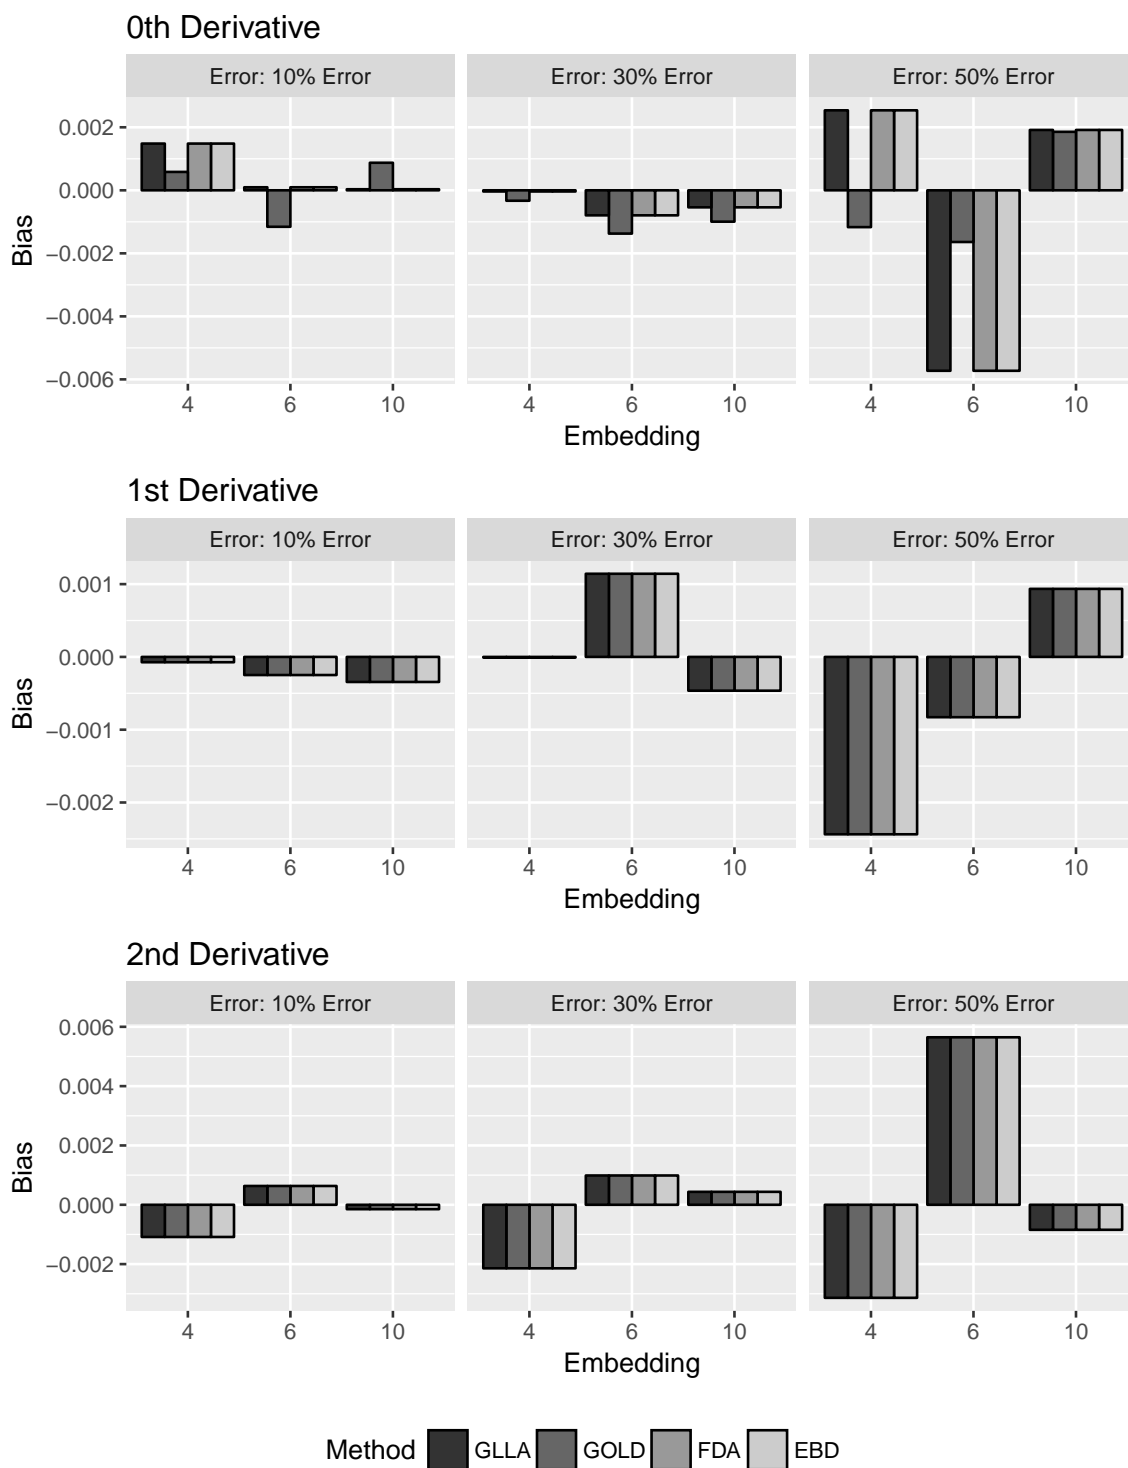 0th Derivative
Error: 10% Error Error: 30% Error Error: 50% Error
0.002
0.000
−0.002
−0.004
−0.006
Bias
4 6 10 4 6 10 4 6 10
Embedding
1st Derivative
Error: 10% Error Error: 30% Error Error: 50% Error
0.001
0.000
−0.001
−0.002
Bias
4 6 10 4 6 10 4 6 10
Embedding
2nd Derivative
Error: 10% Error Error: 30% Error Error: 50% Error
0.006
0.004
0.002
0.000
−0.002
Bias
4 6 10 4 6 10 4 6 10
Embedding
Method GLLA GOLD FDA EBD